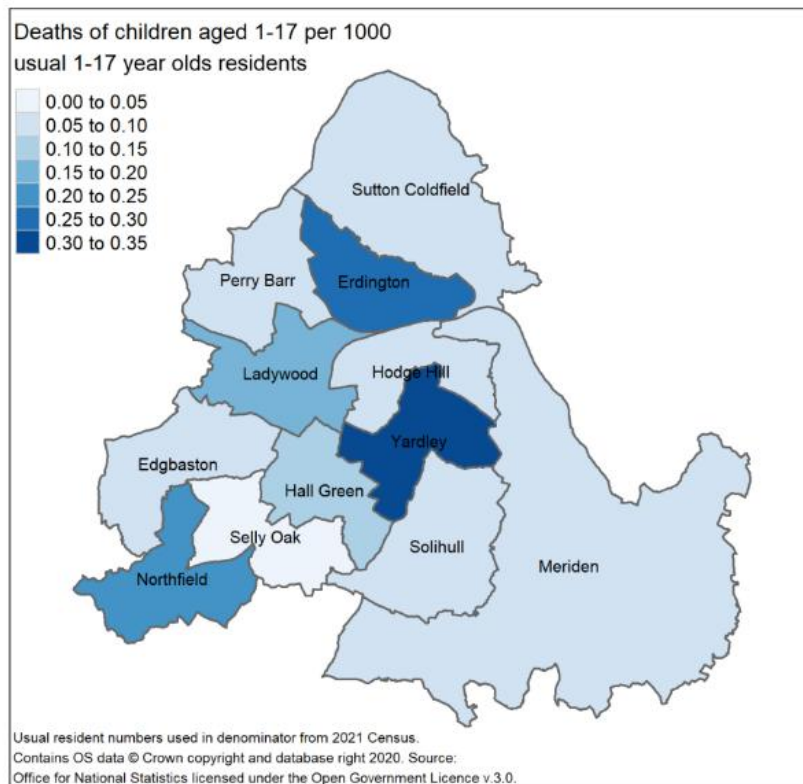 Deaths of children aged 1-17 per 1000
usual 1-17 year olds residents
0.00 to 0.05
0.05 to 0.10
0.10 to 0.15
0.15 to 0.20
0.20 to 0.25
0.25 to 0.30
0.30 to 0.35
Sutton Coldfield
Perry Barr
Erdington
Ladywood
Hodge Hill
Yardley
Edgbaston
Hall Green
Selly Oak
Solihull
Meriden
Northfield
Usual resident numbers used in denominator from 2021 Census.
Contains OS data © Crown copyright and database right 2020. Source:
Office for National Statistics licensed under the Open Government Licence v.3.0.